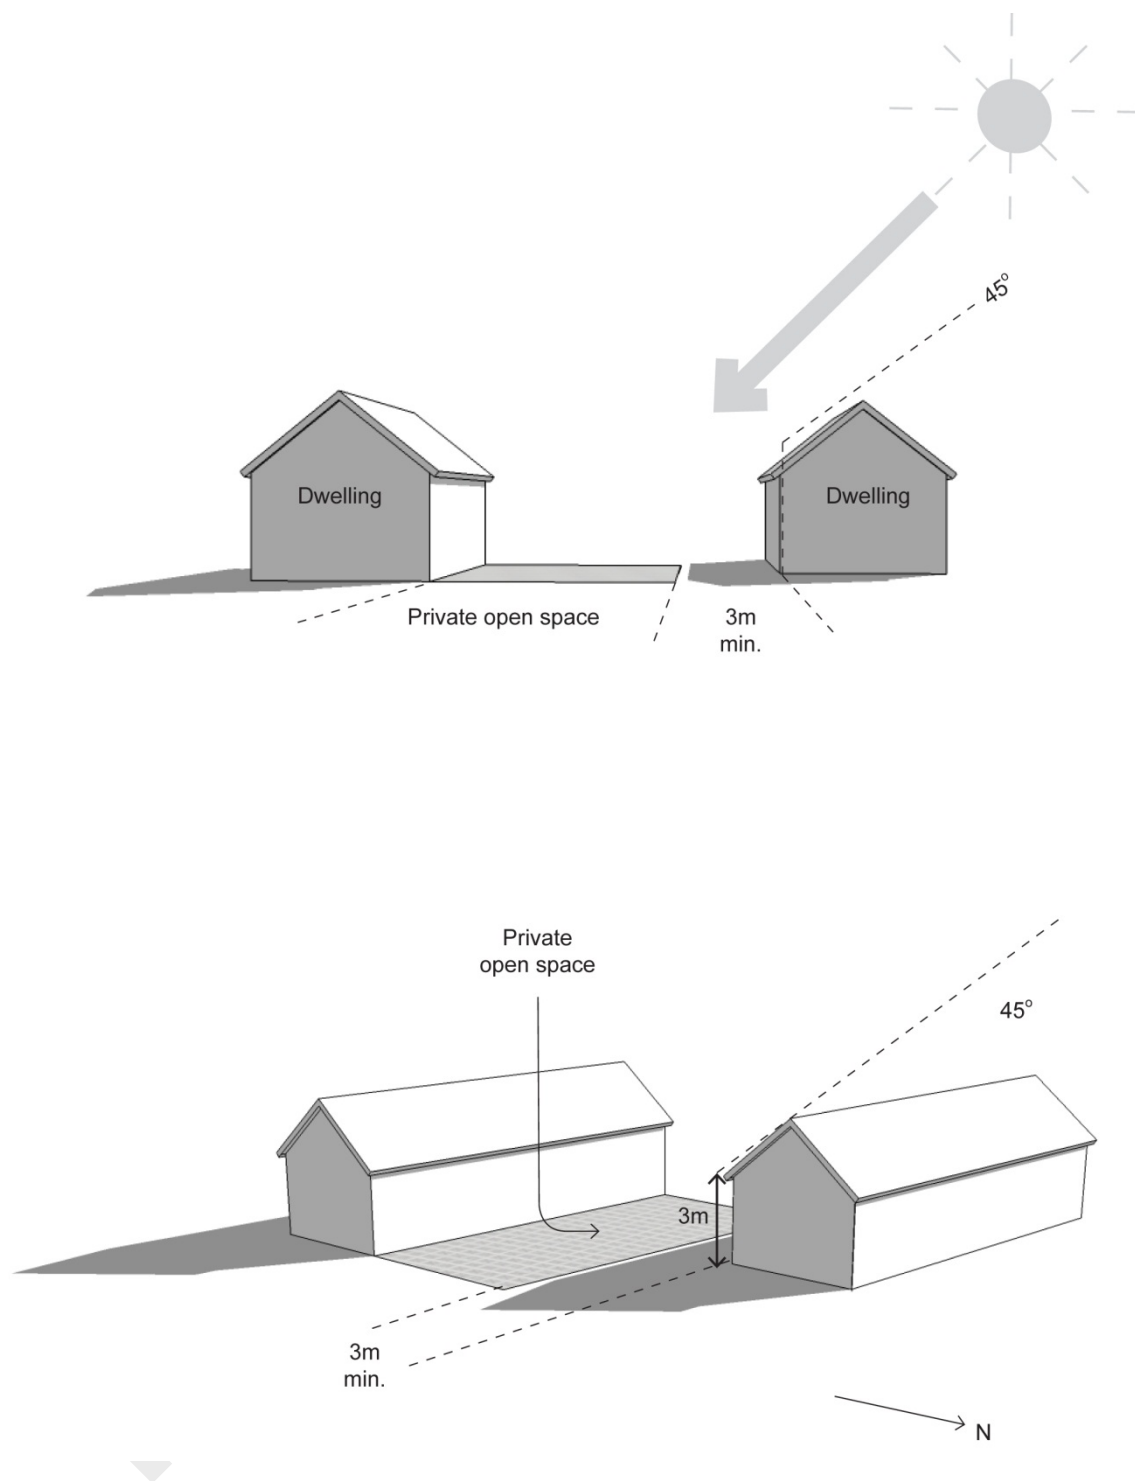 45°
Dwelling
Dwelling
Private open space
3m
min.
Private
open space
45°
3m
3m
min.
N